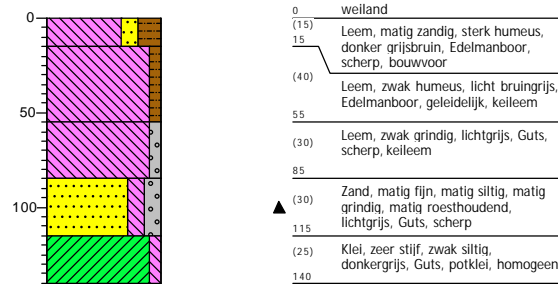 0
50
100
0 weiland
(15) Leem, matig zandig, sterk humeus,
15 donker grijsbruin, Edelmanboor,
scherp, bouwvoor
(40) Leem, zwak humeus, licht bruingrijs,
Edelmanboor, geleidelijk, keileem
55
(30) Leem, zwak grindig, lichtgrijs, Guts,
scherp, keileem
85
(30) Zand, matig fijn, matig siltig, matig
grindig, matig roesthoudend,
lichtgrijs, Guts, scherp
115
(25) Klei, zeer stijf, zwak siltig,
donkergrijs, Guts, potklei, homogeen
140